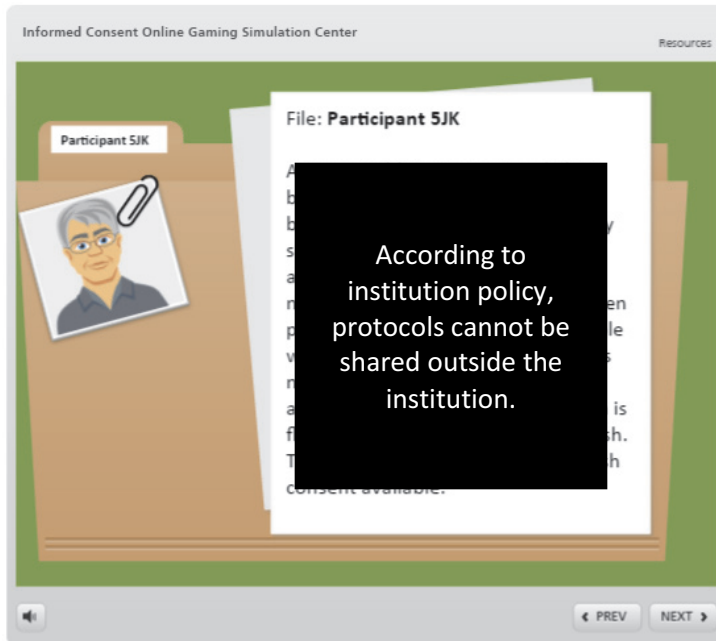 Informed Consent Online Gaming Simulation Center
Resources
Participant 5JK
File: Participant 5JK
According to
institution policy,
protocols cannot be
shared outside the
institution.
is
consent available.
PREV
NEXT